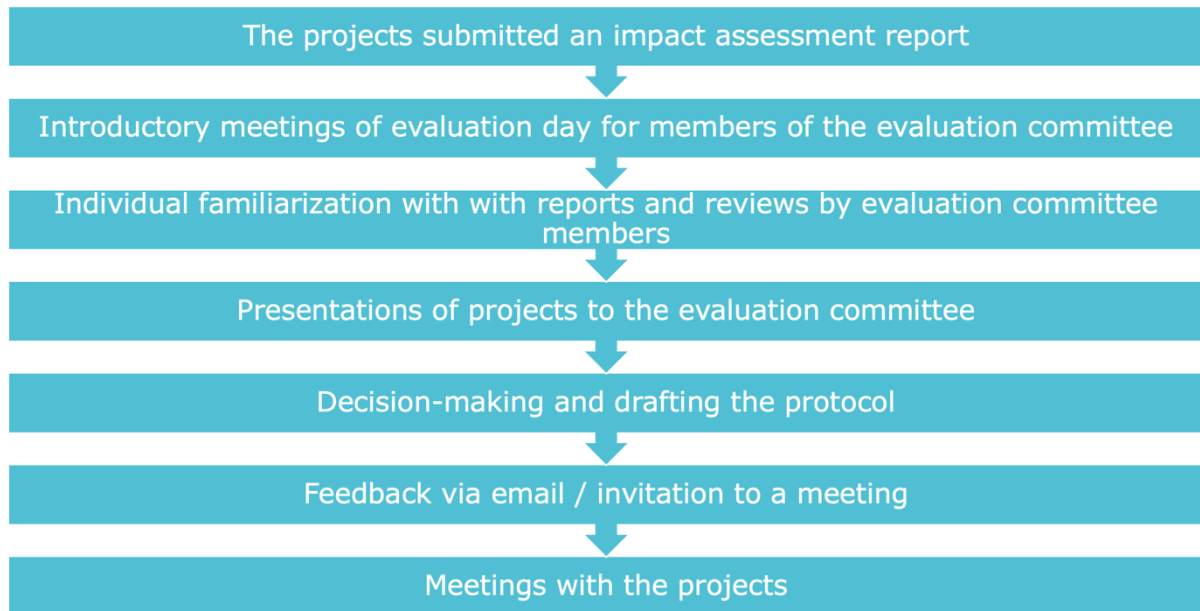 The projects submitted an impact assessment report
Introductory meetings of evaluation day for members of the evaluation committee
Individual familiarization with with reports and reviews by evaluation committee
members
Presentations of projects to the evaluation committee
Decision-making and drafting the protocol
Feedback via email / invitation to a meeting
Meetings with the projects